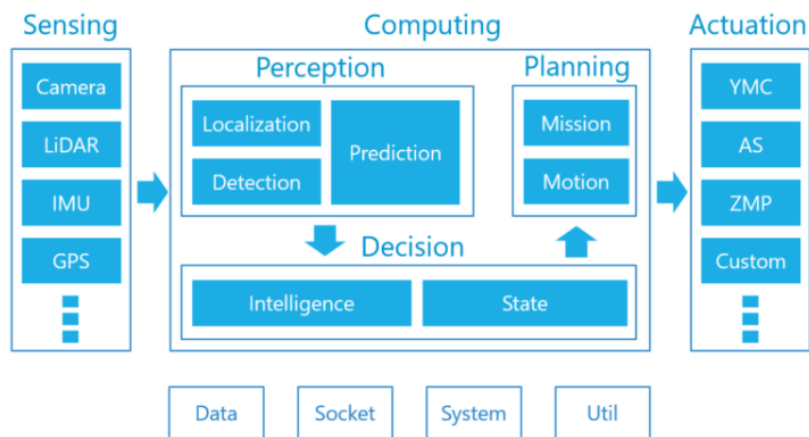 Sensing
Computing
Actuation
Camera
LiDAR
IMU
GPS
Perception
Localization
Detection
Prediction
Planning
Mission
Motion
Decision
Intelligence
State
YMC
AS
ZMP
Custom
Data
Socket
System
Util